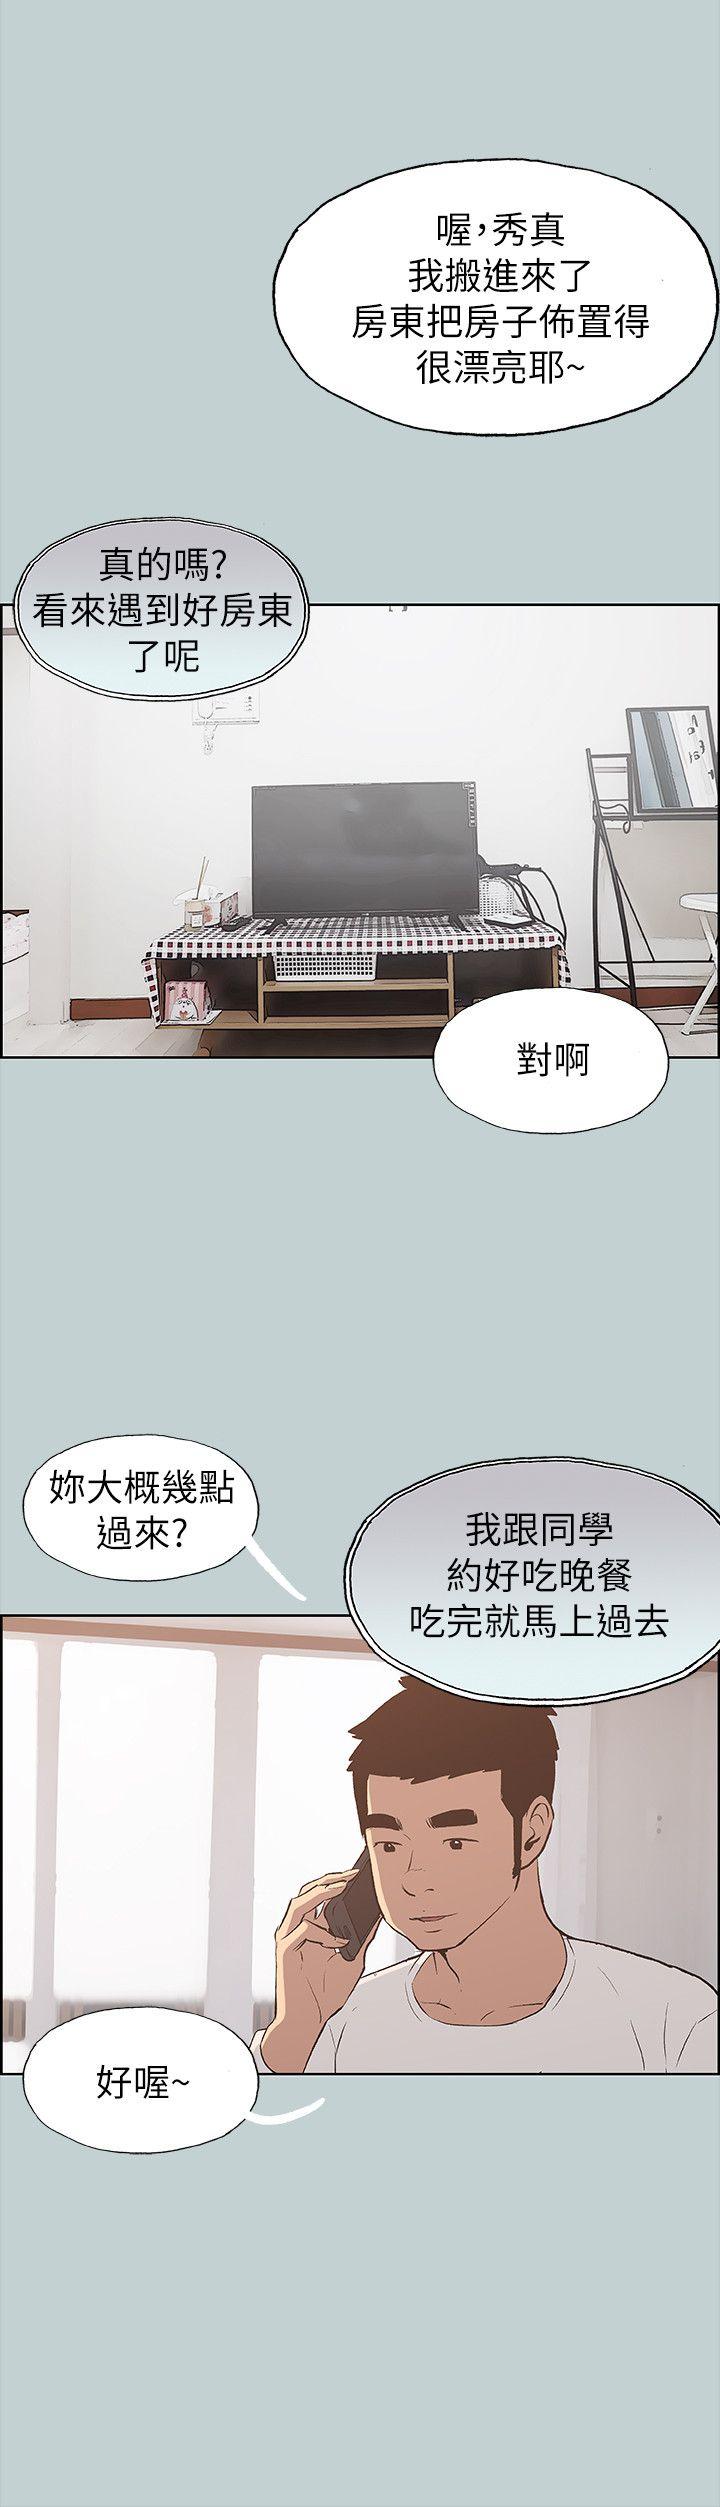 喔，秀真
我搬進來了
房東把房子佈置得
很漂亮耶~
真的嗎?
看來遇到好房東
了呢
對啊
妳大概幾點
過來?
我跟同學
約好吃晚餐
吃完就馬上過去
好喔~